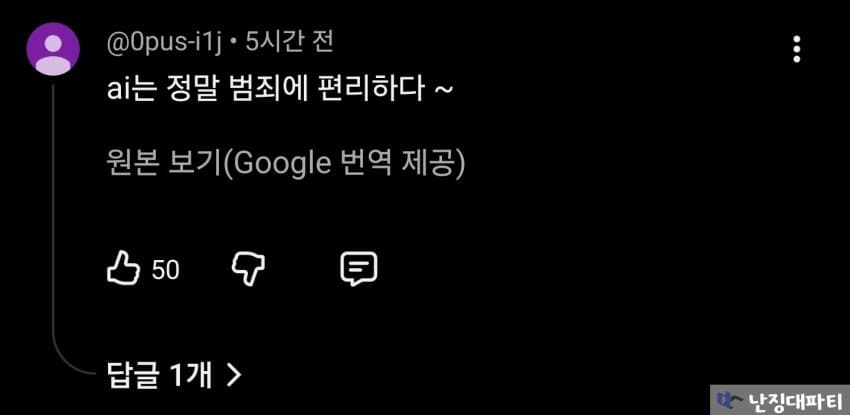 @0pus-i1j • 5시간 전
ai는 정말 범죄에 편리하다 ~
원본 보기(Google 번역 제공)
50
답글 1개
난징대파티